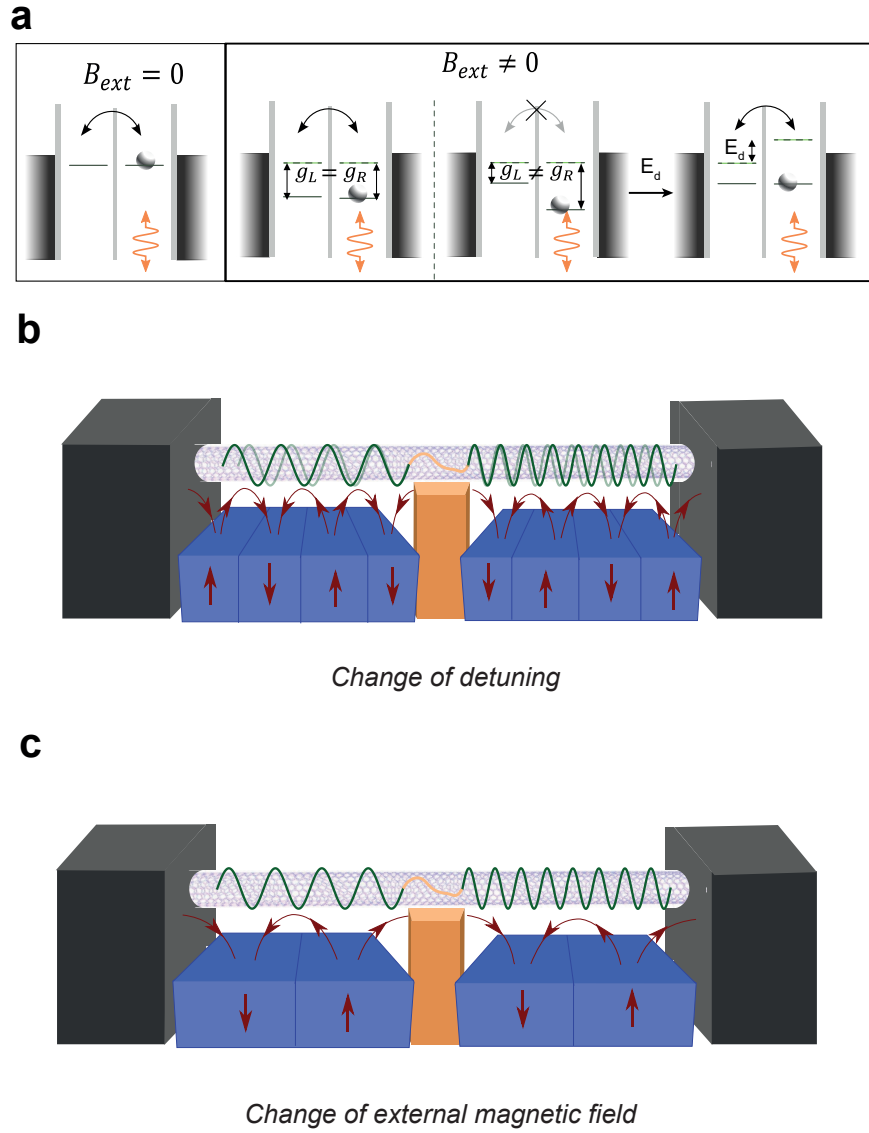 a
B_ext = 0
B_ext ≠ 0
g_L = g_R
g_L ≠ g_R
E_d
E_d
b
Change of detuning
c
Change of external magnetic field